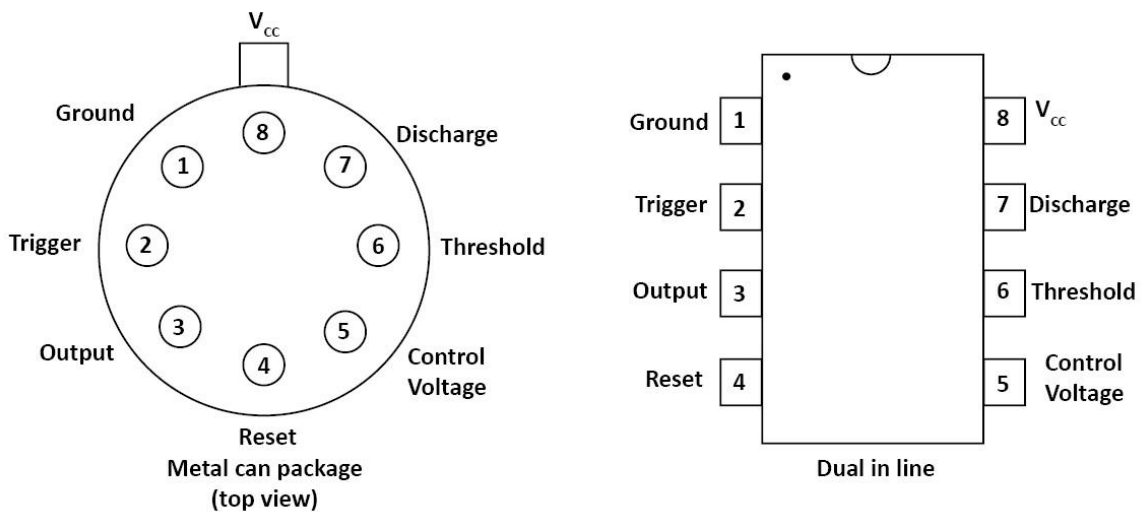 Vcc
Ground
8
Discharge
1
7
Trigger
2
6
Threshold
3
5
Output
4
Control
Voltage
Reset
Metal can package
(top view)
Ground
1
8
Vcc
Trigger
2
7
Discharge
Output
3
6
Threshold
Reset
4
5
Control
Voltage
Dual in line